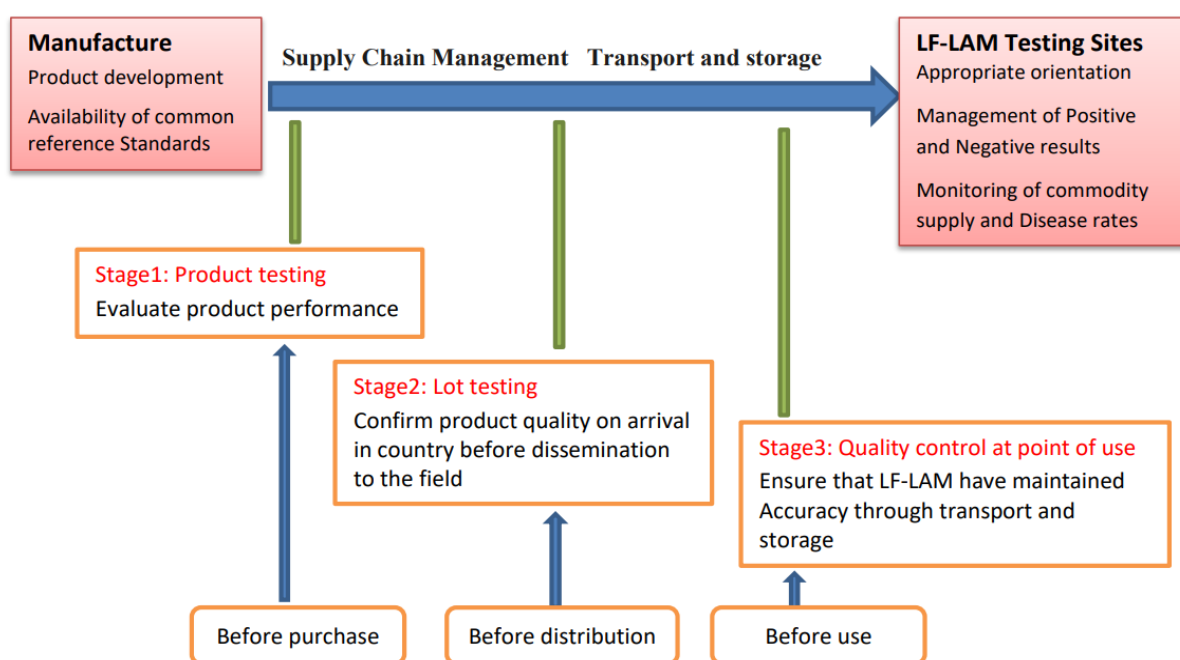 Manufacture
Product development
Availability of common
reference Standards
Supply Chain Management Transport and storage
LF-LAM Testing Sites
Appropriate orientation
Management of Positive
and Negative results
Monitoring of commodity
supply and Disease rates
Stage1: Product testing
Evaluate product performance
Stage2: Lot testing
Confirm product quality on arrival
in country before dissemination
to the field
Stage3: Quality control at point of use
Ensure that LF-LAM have maintained
Accuracy through transport and
storage
Before purchase
Before distribution
Before use